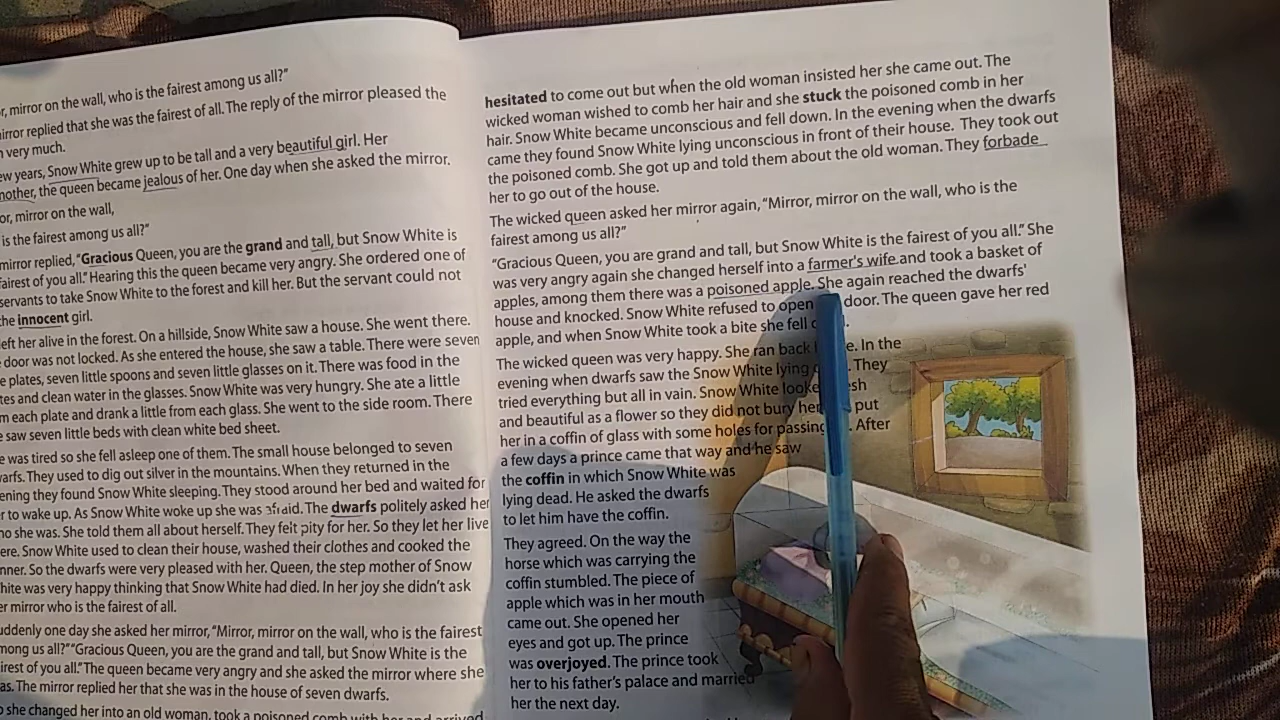 r, mirror on the wall, who is the fairest among us all?"
irror replied that she was the fairest of all. The reply of the mirror pleased the
very much.
ew years, Snow White grew up to be tall and a very beautiful girl. Her
mother, the queen became jealous of her. One day when she asked the mirror.
or, mirror on the wall,
is the fairest among us all?"
mirror replied, "Gracious Queen, you are the grand and tall, but Snow White is
fairest of you all." Hearing this the queen became very angry. She ordered one of
servants to take Snow White to the forest and kill her. But the servant could not
the innocent girl.
left her alive in the forest. On a hillside, Snow White saw a house. She went there.
door was not locked. As she entered the house, she saw a table. There were seven
e plates, seven little spoons and seven little glasses on it. There was food in the
tes and clean water in the glasses. Snow White was very hungry. She ate a little
m each plate and drank a little from each glass. She went to the side room. There
saw seven little beds with clean white bed sheet.
e was tired so she fell asleep one of them. The small house belonged to seven
arfs. They used to dig out silver in the mountains. When they returned in the
ening they found Snow White sleeping. They stood around her bed and waited for
r to wake up. As Snow White woke up she was afraid. The dwarfs politely asked her
ho she was. She told them all about herself. They felt pity for her. So they let her live
ere. Snow White used to clean their house, washed their clothes and cooked the
nner. So the dwarfs were very pleased with her. Queen, the step mother of Snow
hite was very happy thinking that Snow White had died. In her joy she didn't ask
er mirror who is the fairest of all.
uddenly one day she asked her mirror, "Mirror, mirror on the wall, who is the fairest
mong us all?" "Gracious Queen, you are the grand and tall, but Snow White is the
irest of you all." The queen became very angry and she asked the mirror where she
as. The mirror replied her that she was in the house of seven dwarfs.
o she changed her into an old woman, took a poisoned comb with her and arrived
hesitated to come out but when the old woman insisted her she came out. The
wicked woman wished to comb her hair and she stuck the poisoned comb in her
hair. Snow White became unconscious and fell down. In the evening when the dwarfs
came they found Snow White lying unconscious in front of their house. They took out
the poisoned comb. She got up and told them about the old woman. They forbade
her to go out of the house.
The wicked queen asked her mirror again, "Mirror, mirror on the wall, who is the
fairest among us all?"
"Gracious Queen, you are grand and tall, but Snow White is the fairest of you all." She
was very angry again she changed herself into a farmer's wife and took a basket of
apples, among them there was a poisoned apple. She again reached the dwarfs'
house and knocked. Snow White refused to open door. The queen gave her red
apple, and when Snow White took a bite she fell
The wicked queen was very happy. She ran back e. In the
evening when dwarfs saw the Snow White lying They
tried everything but all in vain. Snow White looke esh
and beautiful as a flower so they did not bury her put
her in a coffin of glass with some holes for passing After
a few days a prince came that way and he saw
the coffin in which Snow White was
lying dead. He asked the dwarfs
to let him have the coffin.
They agreed. On the way the
horse which was carrying the
coffin stumbled. The piece of
apple which was in her mouth
came out. She opened her
eyes and got up. The prince
was overjoyed. The prince took
her to his father's palace and married
her the next day.